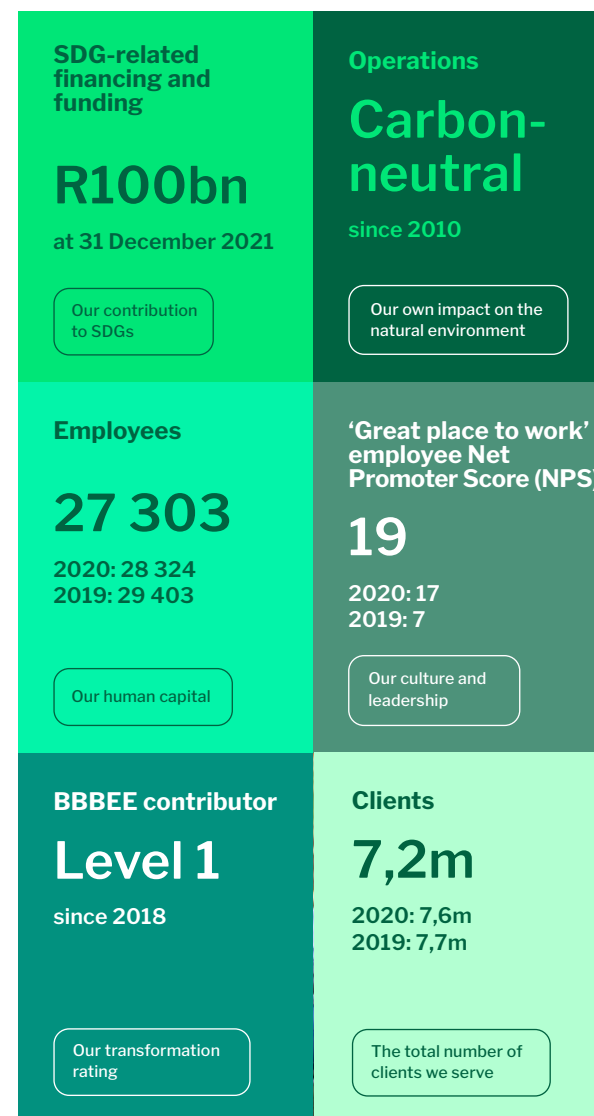 SDG-related
financing and
funding
R100bn
at 31 December 2021
Our contribution
to SDGs
Operations
Carbon-
neutral
since 2010
Our own impact on the
natural environment
Employees
27 303
2020: 28 324
2019: 29 403
Our human capital
‘Great place to work’
employee Net
Promoter Score (NPS)
19
2020: 17
2019: 7
Our culture and
leadership
BBBEE contributor
Level 1
since 2018
Our transformation
rating
Clients
7,2m
2020: 7,6m
2019: 7,7m
The total number of
clients we serve